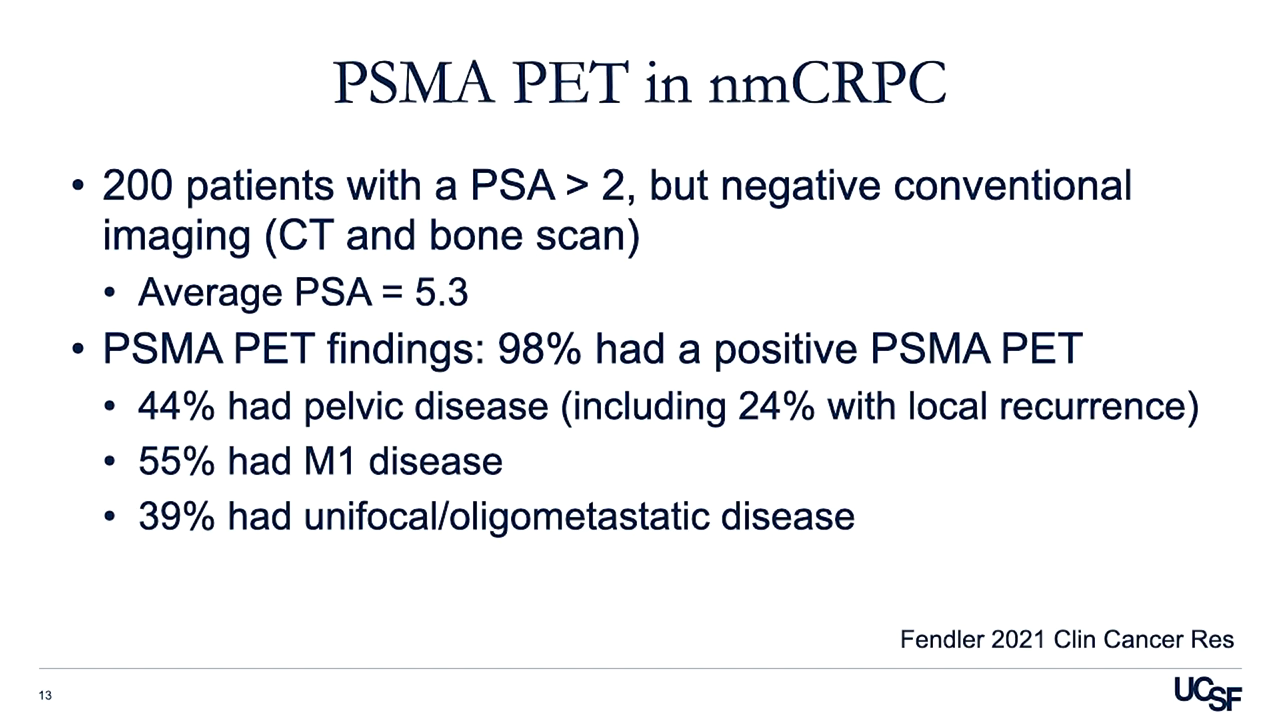 PSMA PET in nmCRPC
• 200 patients with a PSA > 2, but negative conventional
imaging (CT and bone scan)
• Average PSA = 5.3
• PSMA PET findings: 98% had a positive PSMA PET
• 44% had pelvic disease (including 24% with local recurrence)
• 55% had M1 disease
• 39% had unifocal/oligometastatic disease
Fendler 2021 Clin Cancer Res
13
UCSF